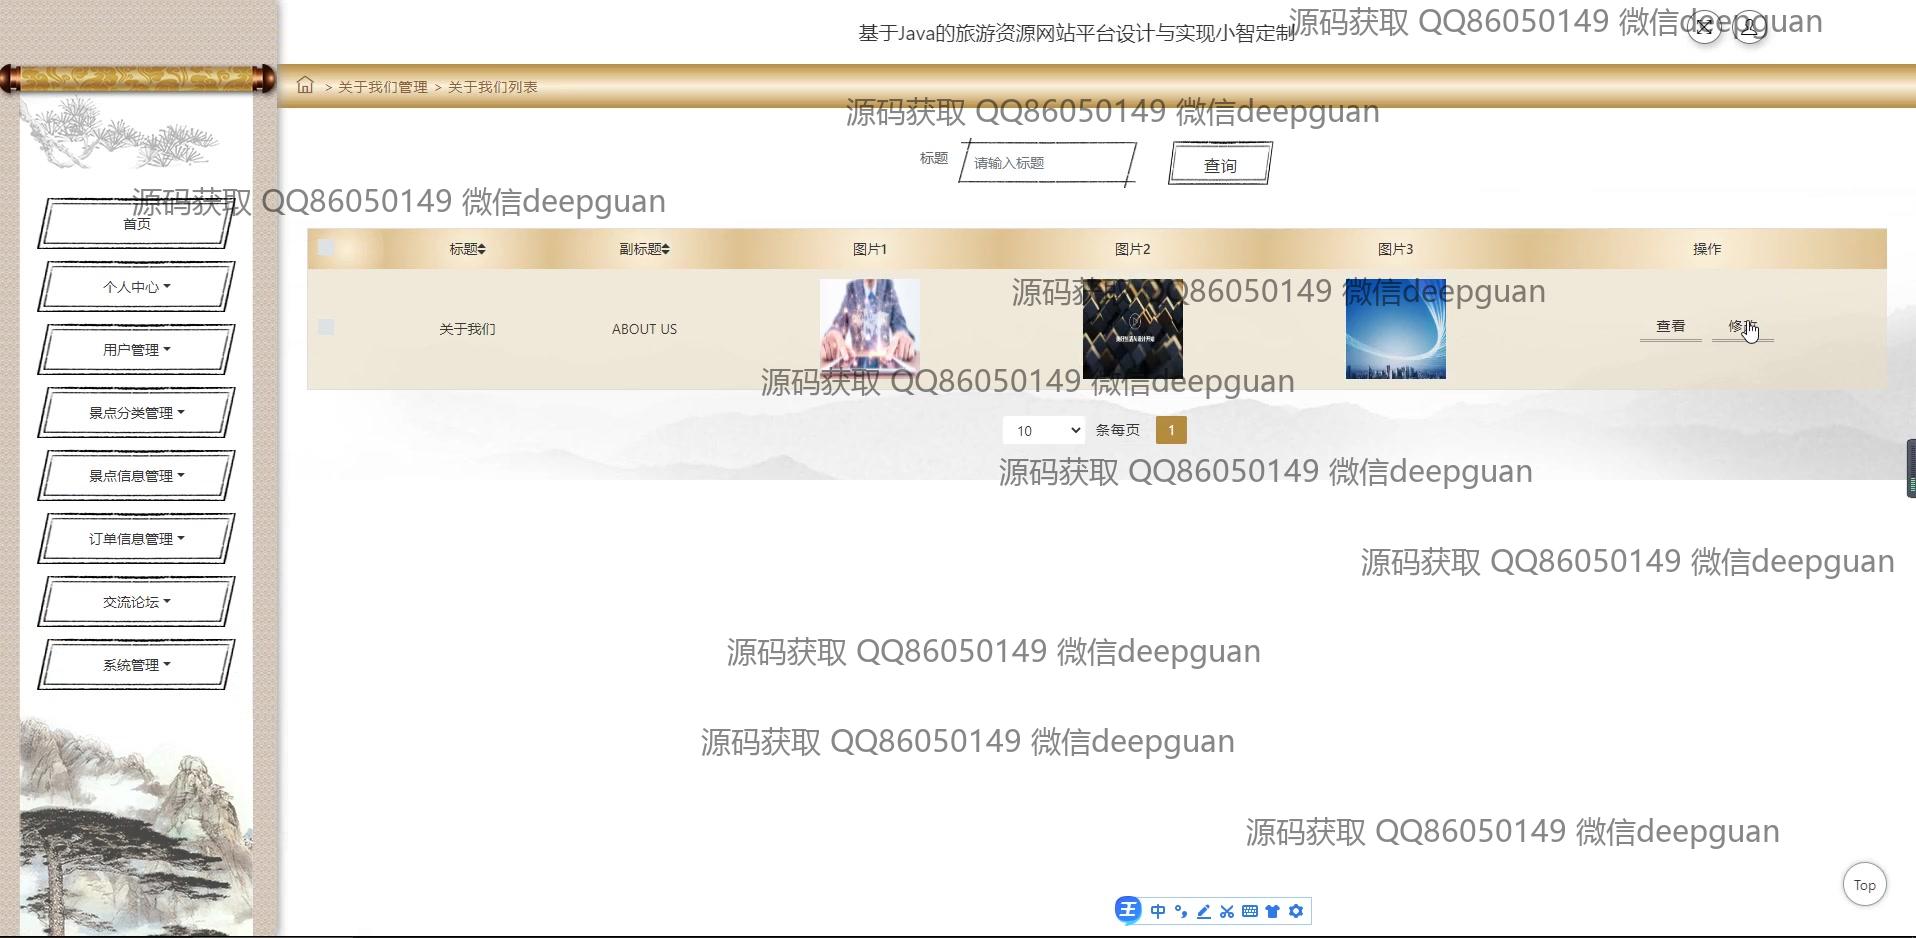 基于Java的旅游资源网站平台设计与实现小智定制
源码获取 QQ86050149 微信deepguan
> 关于我们管理 > 关于我们列表
源码获取 QQ86050149 微信deepguan
标题 请输入标题 查询
源码获取 QQ86050149 微信deepguan
首页
个人中心
用户管理
景点分类管理
景点信息管理
订单信息管理
交流论坛
系统管理
标题 副标题 图片1 图片2 图片3 操作
源码获取 QQ86050149 微信deepguan
关于我们 ABOUT US 查看 修改
源码获取 QQ86050149 微信deepguan
10 条每页 1
源码获取 QQ86050149 微信deepguan
源码获取 QQ86050149 微信deepguan
源码获取 QQ86050149 微信deepguan
源码获取 QQ86050149 微信deepguan
源码获取 QQ86050149 微信deepguan
Top
王 中